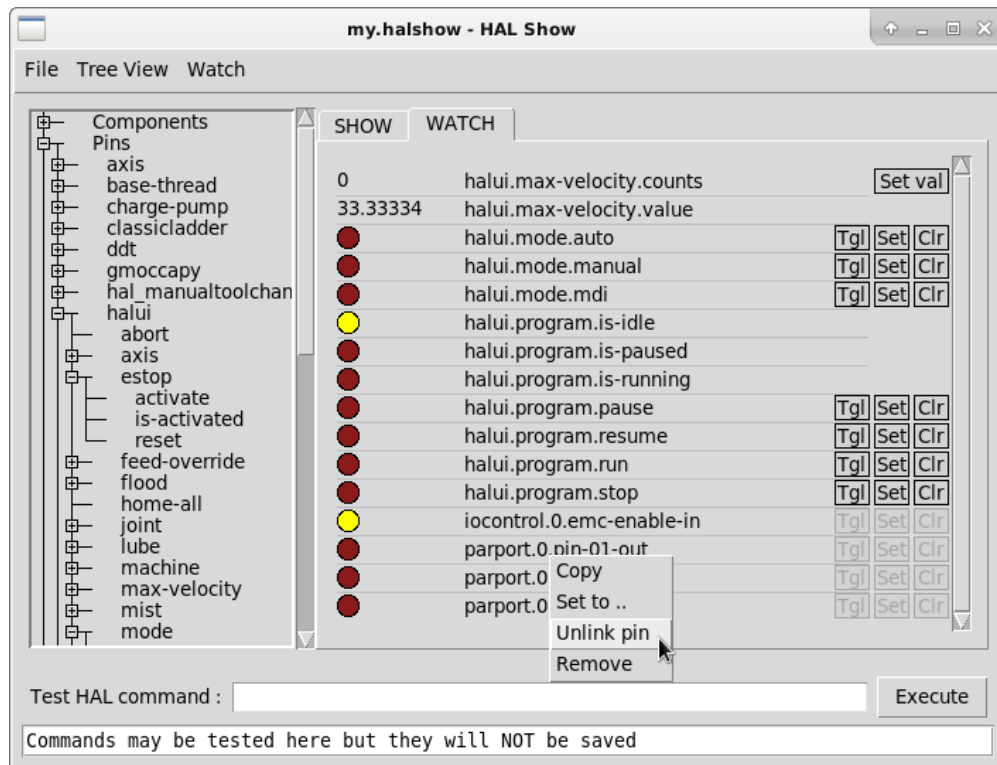 my.halshow - HAL Show
File Tree View Watch
Components
Pins
axis
base-thread
charge-pump
classicladder
ddt
gmoccapy
hal_manualtoolchan
halui
abort
axis
estop
activate
is-activated
reset
feed-override
flood
home-all
joint
lube
machine
max-velocity
mist
mode
SHOW WATCH
0 halui.max-velocity.counts Set val
33.33334 halui.max-velocity.value
halui.mode.auto Tgl Set Clr
halui.mode.manual Tgl Set Clr
halui.mode.mdi Tgl Set Clr
halui.program.is-idle
halui.program.is-paused
halui.program.is-running
halui.program.pause Tgl Set Clr
halui.program.resume Tgl Set Clr
halui.program.run Tgl Set Clr
halui.program.stop Tgl Set Clr
iocontrol.0.emc-enable-in Tgl Set Clr
parport.0.pin-01-out Tgl Set Clr
parport.0 Tgl Set Clr
parport.0 Tgl Set Clr
Copy
Set to ..
Unlink pin
Remove
Test HAL command : Execute
Commands may be tested here but they will NOT be saved